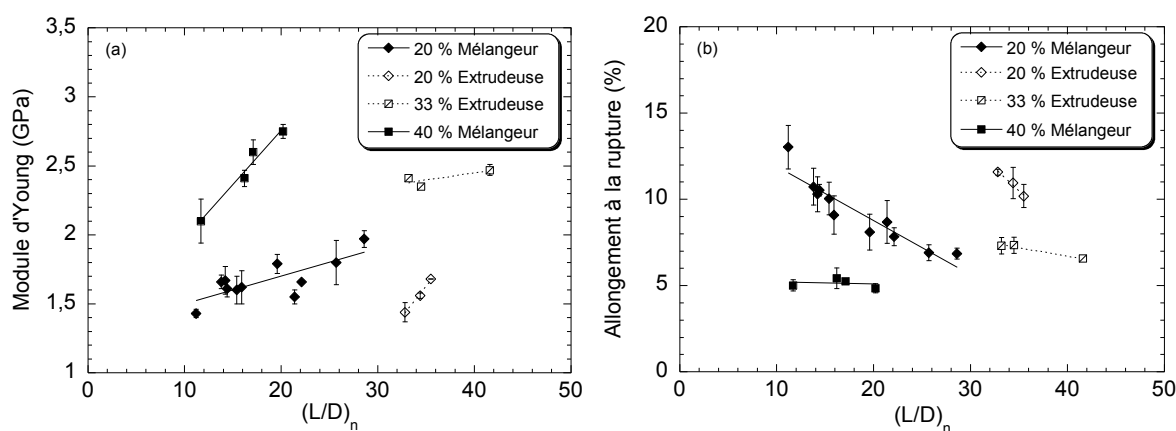 3,5
3
2,5
2
1,5
1
Module d'Young (GPa)
(a)
20 % Mélangeur
20 % Extrudeuse
33 % Extrudeuse
40 % Mélangeur
0 10 20 30 40 50
(L/D)n
20
15
10
5
0
Allongement à la rupture (%)
(b)
20 % Mélangeur
20 % Extrudeuse
33 % Extrudeuse
40 % Mélangeur
0 10 20 30 40 50
(L/D)n